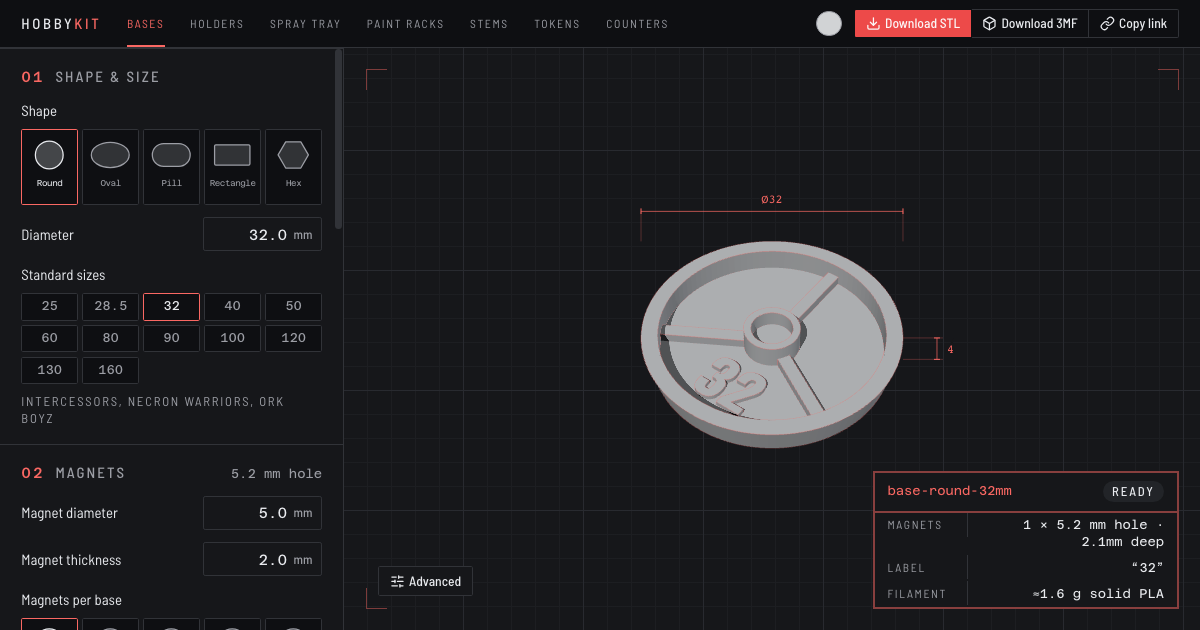 HOBBYKIT
BASES
HOLDERS
SPRAY TRAY
PAINT RACKS
STEMS
TOKENS
COUNTERS
Download STL
Download 3MF
Copy link
01 SHAPE & SIZE
Shape
Round
Oval
Pill
Rectangle
Hex
Diameter
32.0 mm
Standard sizes
25
28.5
32
40
50
60
80
90
100
120
130
160
INTERCESSORS, NECRON WARRIORS, ORK
BOYZ
02 MAGNETS
5.2 mm hole
Magnet diameter
5.0 mm
Magnet thickness
2.0 mm
Magnets per base
Ø32
4
32
Advanced
base-round-32mm
READY
MAGNETS
1 × 5.2 mm hole ·
2.1mm deep
LABEL
“32”
FILAMENT
≈1.6 g solid PLA